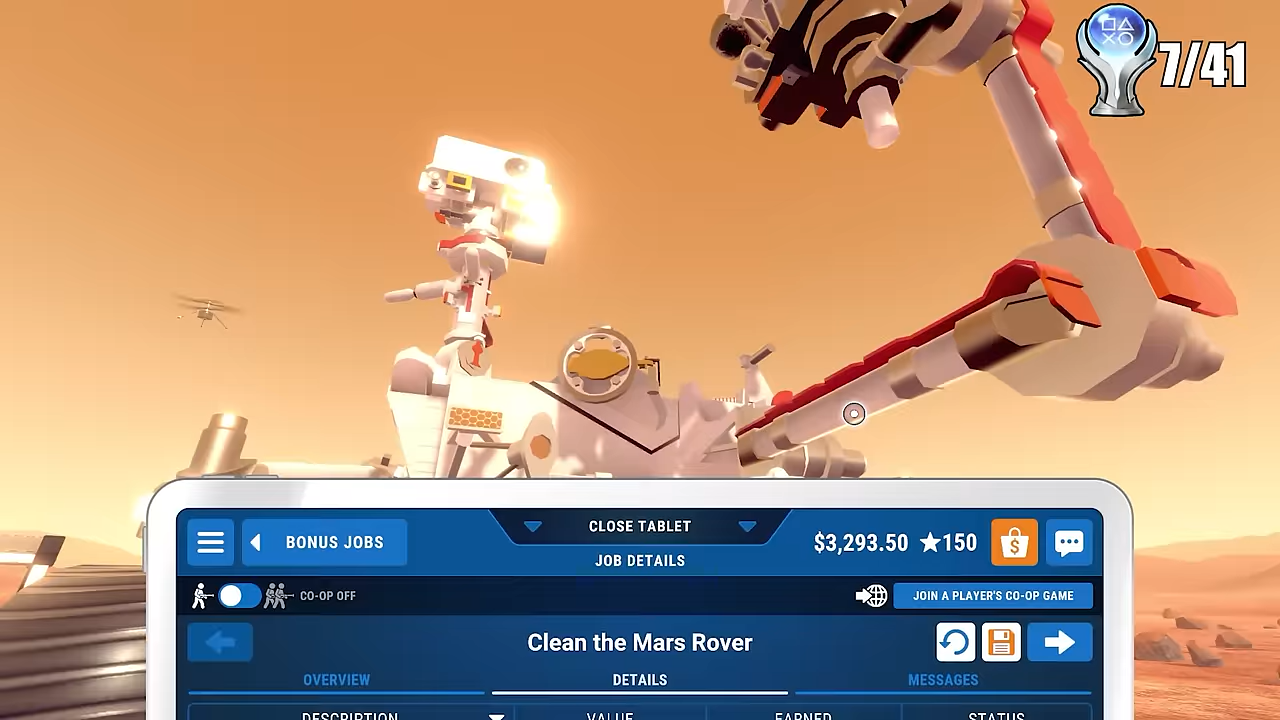 7/41
CLOSE TABLET
BONUS JOBS
$3,293.50 ★150
JOB DETAILS
CO-OP OFF
JOIN A PLAYER'S CO-OP GAME
Clean the Mars Rover
OVERVIEW DETAILS MESSAGES
DESCRIPTION VALUE EARNED STATUS